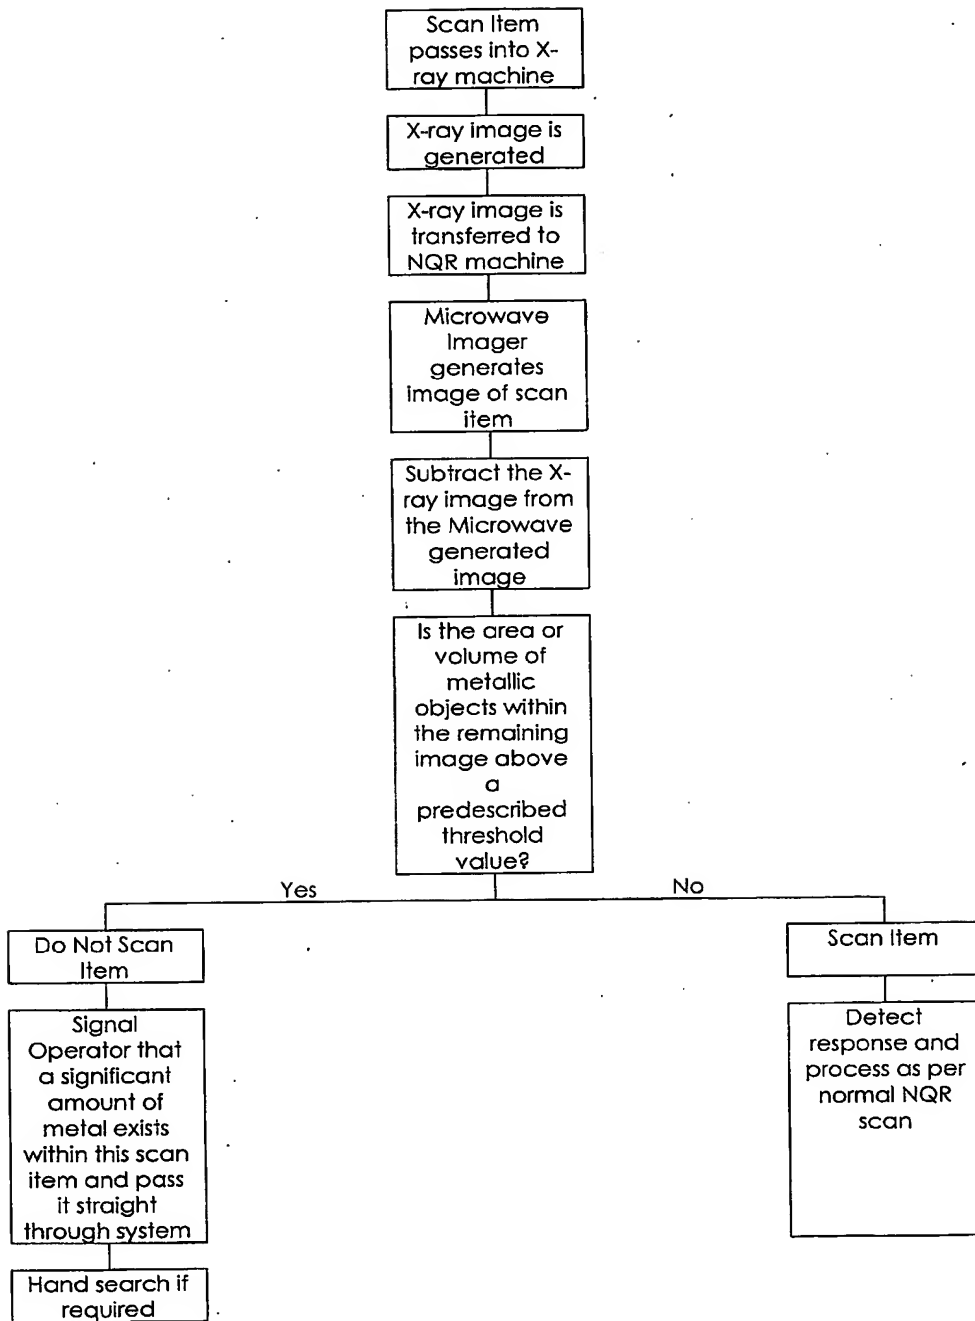 Scan Item
passes into X-
ray machine
X-ray image is
generated
X-ray image is
transferred to
NQR machine
Microwave
Imager
generates
image of scan
item
Subtract the X-
ray image from
the Microwave
generated
image
Is the area or
volume of
metallic
objects within
the remaining
image above
a
predescribed
threshold
value?
Yes
No
Do Not Scan
Item
Signal
Operator that
a significant
amount of
metal exists
within this scan
item and pass
it straight
through system
Hand search if
required
Scan Item
Detect
response and
process as per
normal NQR
scan